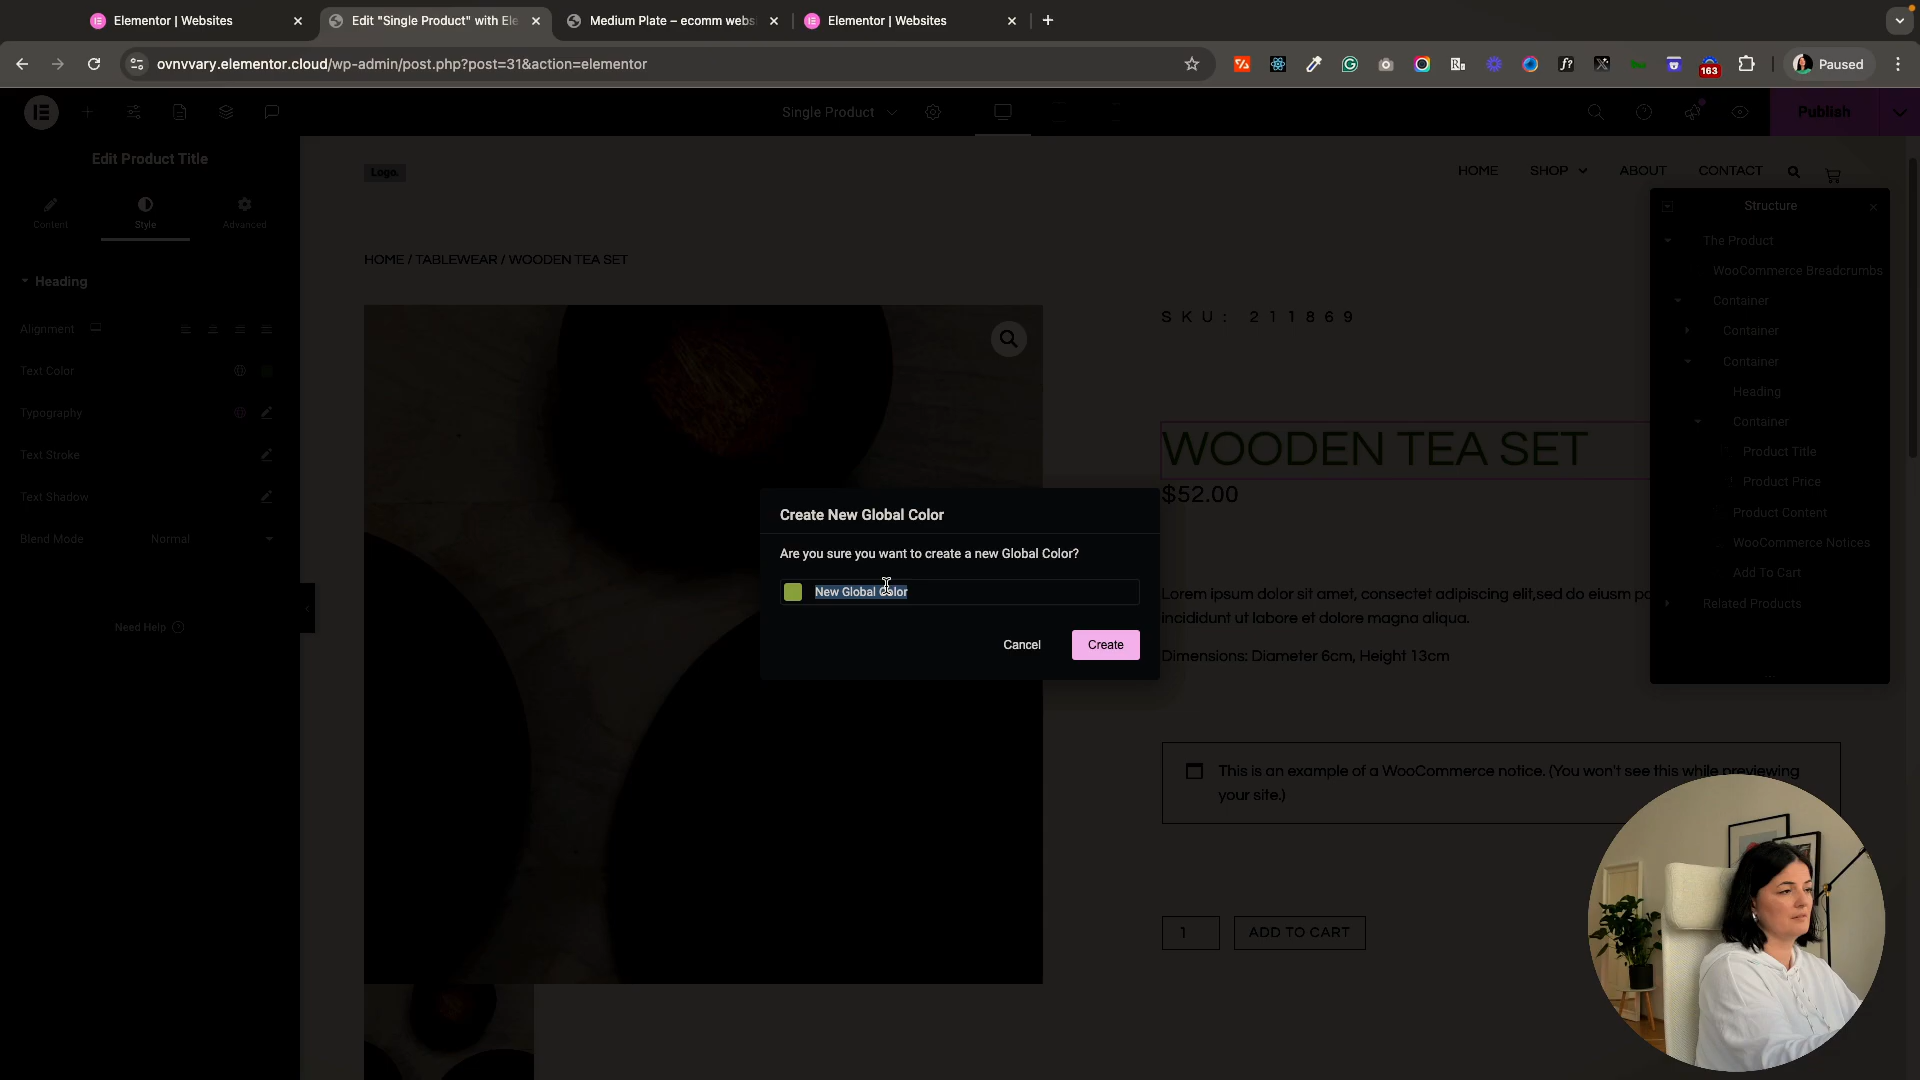 Elementor | Websites
Edit "Single Product" with Ele
Medium Plate – ecomm webs
Elementor | Websites
ovnvvary.elementor.cloud/wp-admin/post.php?post=31&action=elementor
163
Paused
Single Product
Publish
Edit Product Title
Content
Style
Advanced
Heading
Alignment
Text Color
Typography
Text Stroke
Text Shadow
Blend Mode
Normal
Need Help
Logo.
HOME
SHOP
ABOUT
CONTACT
HOME / TABLEWEAR / WOODEN TEA SET
SKU: 211869
WOODEN TEA SET
$52.00
Lorem ipsum dolor sit amet, consectet adipiscing elit,sed do eiusm po
incididunt ut labore et dolore magna aliqua.
Dimensions: Diameter 6cm, Height 13cm
This is an example of a WooCommerce notice. (You won't see this while previewing
your site.)
1
ADD TO CART
Create New Global Color
Are you sure you want to create a new Global Color?
New Global Color
Cancel
Create
Structure
The Product
WooCommerce Breadcrumbs
Container
Container
Container
Heading
Container
Product Title
Product Price
Product Content
WooCommerce Notices
Add To Cart
Related Products